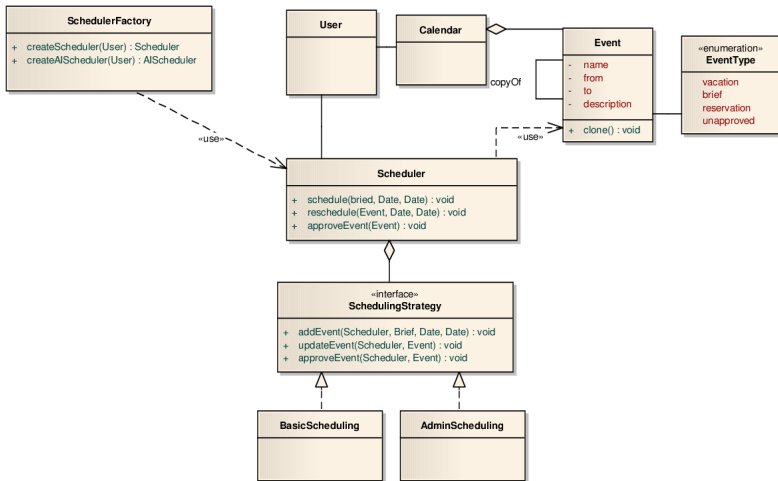 SchedulerFactory
+ createScheduler(User) : Scheduler
+ createAIScheduler(User) : AIScheduler
User
Calendar
Event
- name
- from
- to
- description
+ clone() : void
copyOf
«enumeration»
EventType
vacation
brief
reservation
unapproved
«use»
«use»
Scheduler
+ schedule(bried, Date, Date) : void
+ reschedule(Event, Date, Date) : void
+ approveEvent(Event) : void
«interface»
SchedulingStrategy
+ addEvent(Scheduler, Brief, Date, Date) : void
+ updateEvent(Scheduler, Event) : void
+ approveEvent(Scheduler, Event) : void
BasicScheduling
AdminScheduling